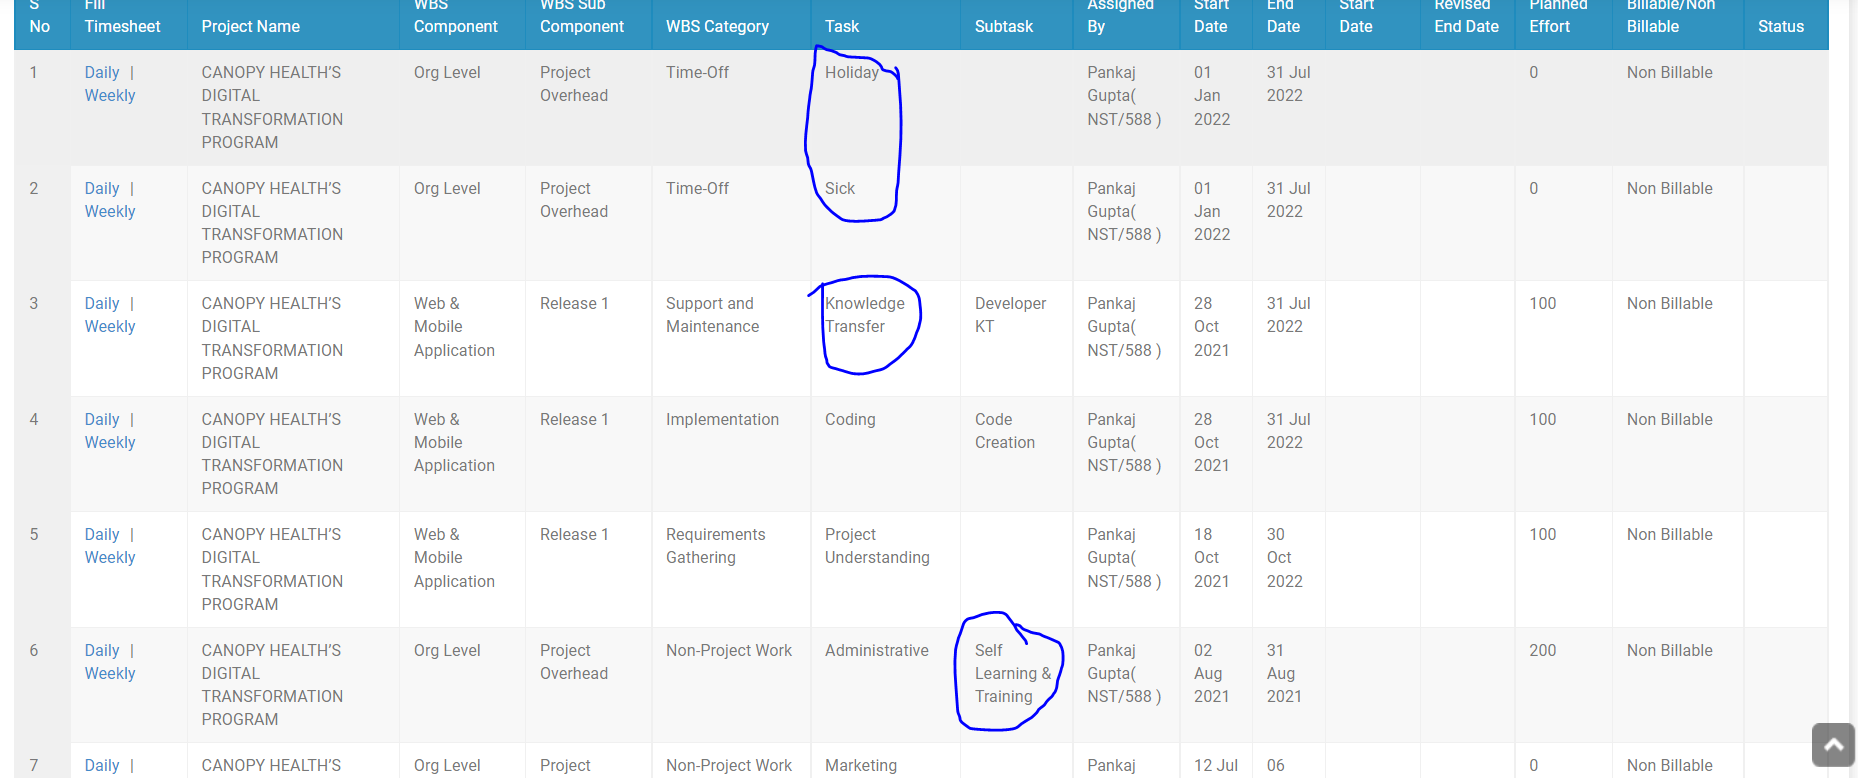 S No
Fill Timesheet
Project Name
WBS Component
WBS Sub Component
WBS Category
Task
Subtask
Assigned By
Start Date
End Date
Start Date
Revised End Date
Planned Effort
Billable/Non Billable
Status
1
Daily |
Weekly
CANOPY HEALTH'S
DIGITAL
TRANSFORMATION
PROGRAM
Org Level
Project
Overhead
Time-Off
Holiday
Pankaj
Gupta(
NST/588 )
01
Jan
2022
31 Jul
2022
0
Non Billable
2
Daily |
Weekly
CANOPY HEALTH'S
DIGITAL
TRANSFORMATION
PROGRAM
Org Level
Project
Overhead
Time-Off
Sick
Pankaj
Gupta(
NST/588 )
01
Jan
2022
31 Jul
2022
0
Non Billable
3
Daily |
Weekly
CANOPY HEALTH'S
DIGITAL
TRANSFORMATION
PROGRAM
Web &
Mobile
Application
Release 1
Support and
Maintenance
Knowledge
Transfer
Developer
KT
Pankaj
Gupta(
NST/588 )
28
Oct
2021
31 Jul
2022
100
Non Billable
4
Daily |
Weekly
CANOPY HEALTH'S
DIGITAL
TRANSFORMATION
PROGRAM
Web &
Mobile
Application
Release 1
Implementation
Coding
Code
Creation
Pankaj
Gupta(
NST/588 )
28
Oct
2021
31 Jul
2022
100
Non Billable
5
Daily |
Weekly
CANOPY HEALTH'S
DIGITAL
TRANSFORMATION
PROGRAM
Web &
Mobile
Application
Release 1
Requirements
Gathering
Project
Understanding
Pankaj
Gupta(
NST/588 )
18
Oct
2021
30
Oct
2022
100
Non Billable
6
Daily |
Weekly
CANOPY HEALTH'S
DIGITAL
TRANSFORMATION
PROGRAM
Org Level
Project
Overhead
Non-Project Work
Administrative
Self
Learning &
Training
Pankaj
Gupta(
NST/588 )
02
Aug
2021
31
Aug
2021
200
Non Billable
7
Daily |
CANOPY HEALTH'S
Org Level
Project
Non-Project Work
Marketing
Pankaj
12 Jul
06
0
Non Billable